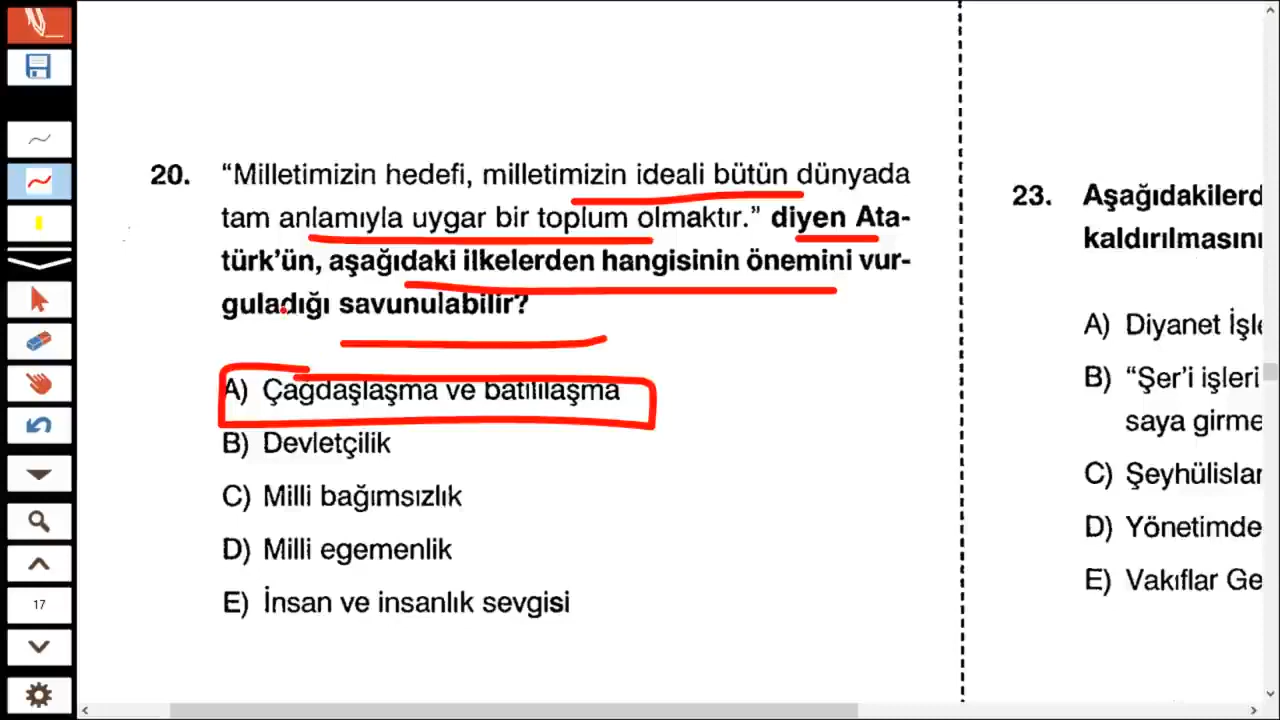 20. “Milletimizin hedefi, milletimizin ideali bütün dünyada
tam anlamıyla uygar bir toplum olmaktır.” diyen Ata-
türk’ün, aşağıdaki ilkelerden hangisinin önemini vur-
guladığı savunulabilir?
A) Çağdaşlaşma ve batılılaşma
B) Devletçilik
C) Milli bağımsızlık
D) Milli egemenlik
E) İnsan ve insanlık sevgisi
23. Aşağıdakilerd
kaldırılmasını
A) Diyanet İşle
B) “Şer’i işleri
saya girme
C) Şeyhülislar
D) Yönetimde
E) Vakıflar Ge
17